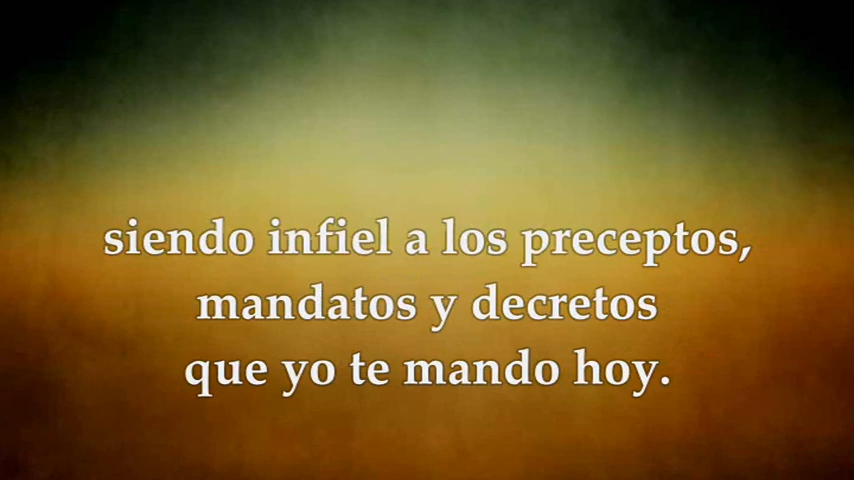 siendo infiel a los preceptos,
mandatos y decretos
que yo te mando hoy.